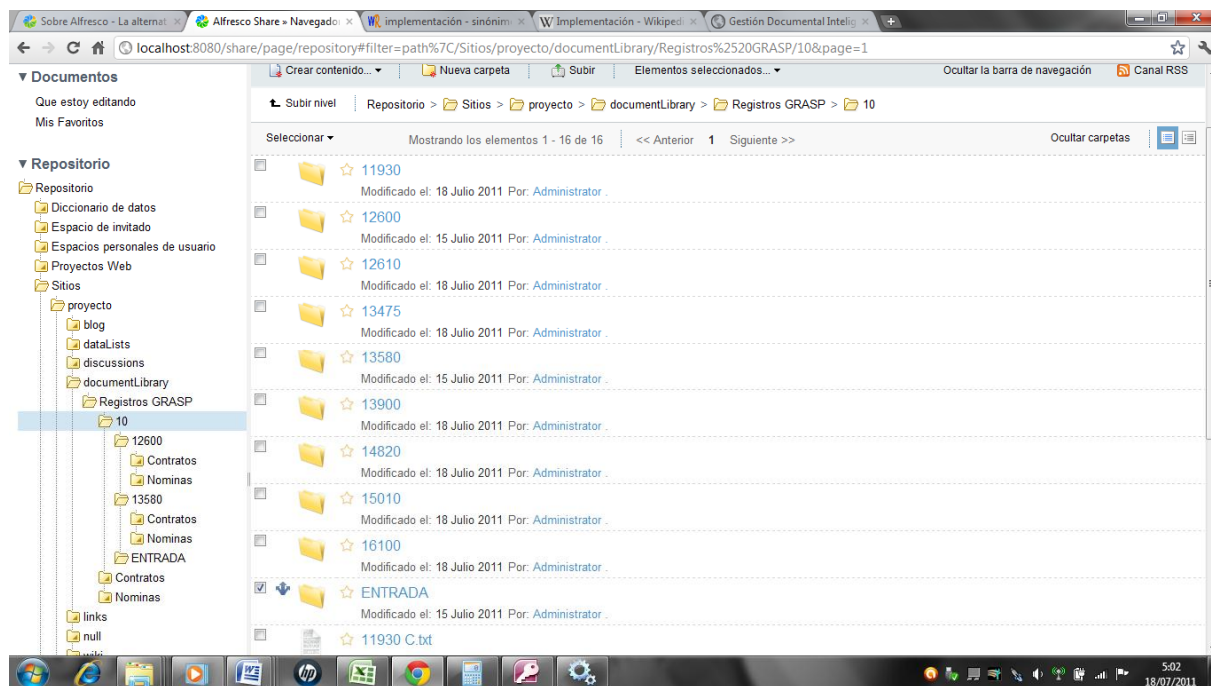 Sobre Alfresco - La alternat
Alfresco Share » Navegador
implementación - sinónim
Implementación - Wikipedi
Gestión Documental Intelig
localhost:8080/share/page/repository#filter=path%7C/Sitios/proyecto/documentLibrary/Registros%2520GRASP/10&page=1
Documentos
Que estoy editando
Mis Favoritos
Repositorio
Repositorio
Diccionario de datos
Espacio de invitado
Espacios personales de usuario
Proyectos Web
Sitios
proyecto
blog
dataLists
discussions
documentLibrary
Registros GRASP
10
12600
Contratos
Nominas
13580
Contratos
Nominas
ENTRADA
Contratos
Nominas
links
null
wiki
Crear contenido... Nueva carpeta Subir Elementos seleccionados... Ocultar la barra de navegación Canal RSS
Subir nivel Repositorio > Sitios > proyecto > documentLibrary > Registros GRASP > 10
Seleccionar Mostrando los elementos 1 - 16 de 16 << Anterior 1 Siguiente >> Ocultar carpetas
11930
Modificado el: 18 Julio 2011 Por: Administrator .
12600
Modificado el: 15 Julio 2011 Por: Administrator .
12610
Modificado el: 18 Julio 2011 Por: Administrator .
13475
Modificado el: 18 Julio 2011 Por: Administrator .
13580
Modificado el: 15 Julio 2011 Por: Administrator .
13900
Modificado el: 18 Julio 2011 Por: Administrator .
14820
Modificado el: 18 Julio 2011 Por: Administrator .
15010
Modificado el: 18 Julio 2011 Por: Administrator .
16100
Modificado el: 18 Julio 2011 Por: Administrator .
ENTRADA
Modificado el: 15 Julio 2011 Por: Administrator .
11930 C.txt
5:02
18/07/2011